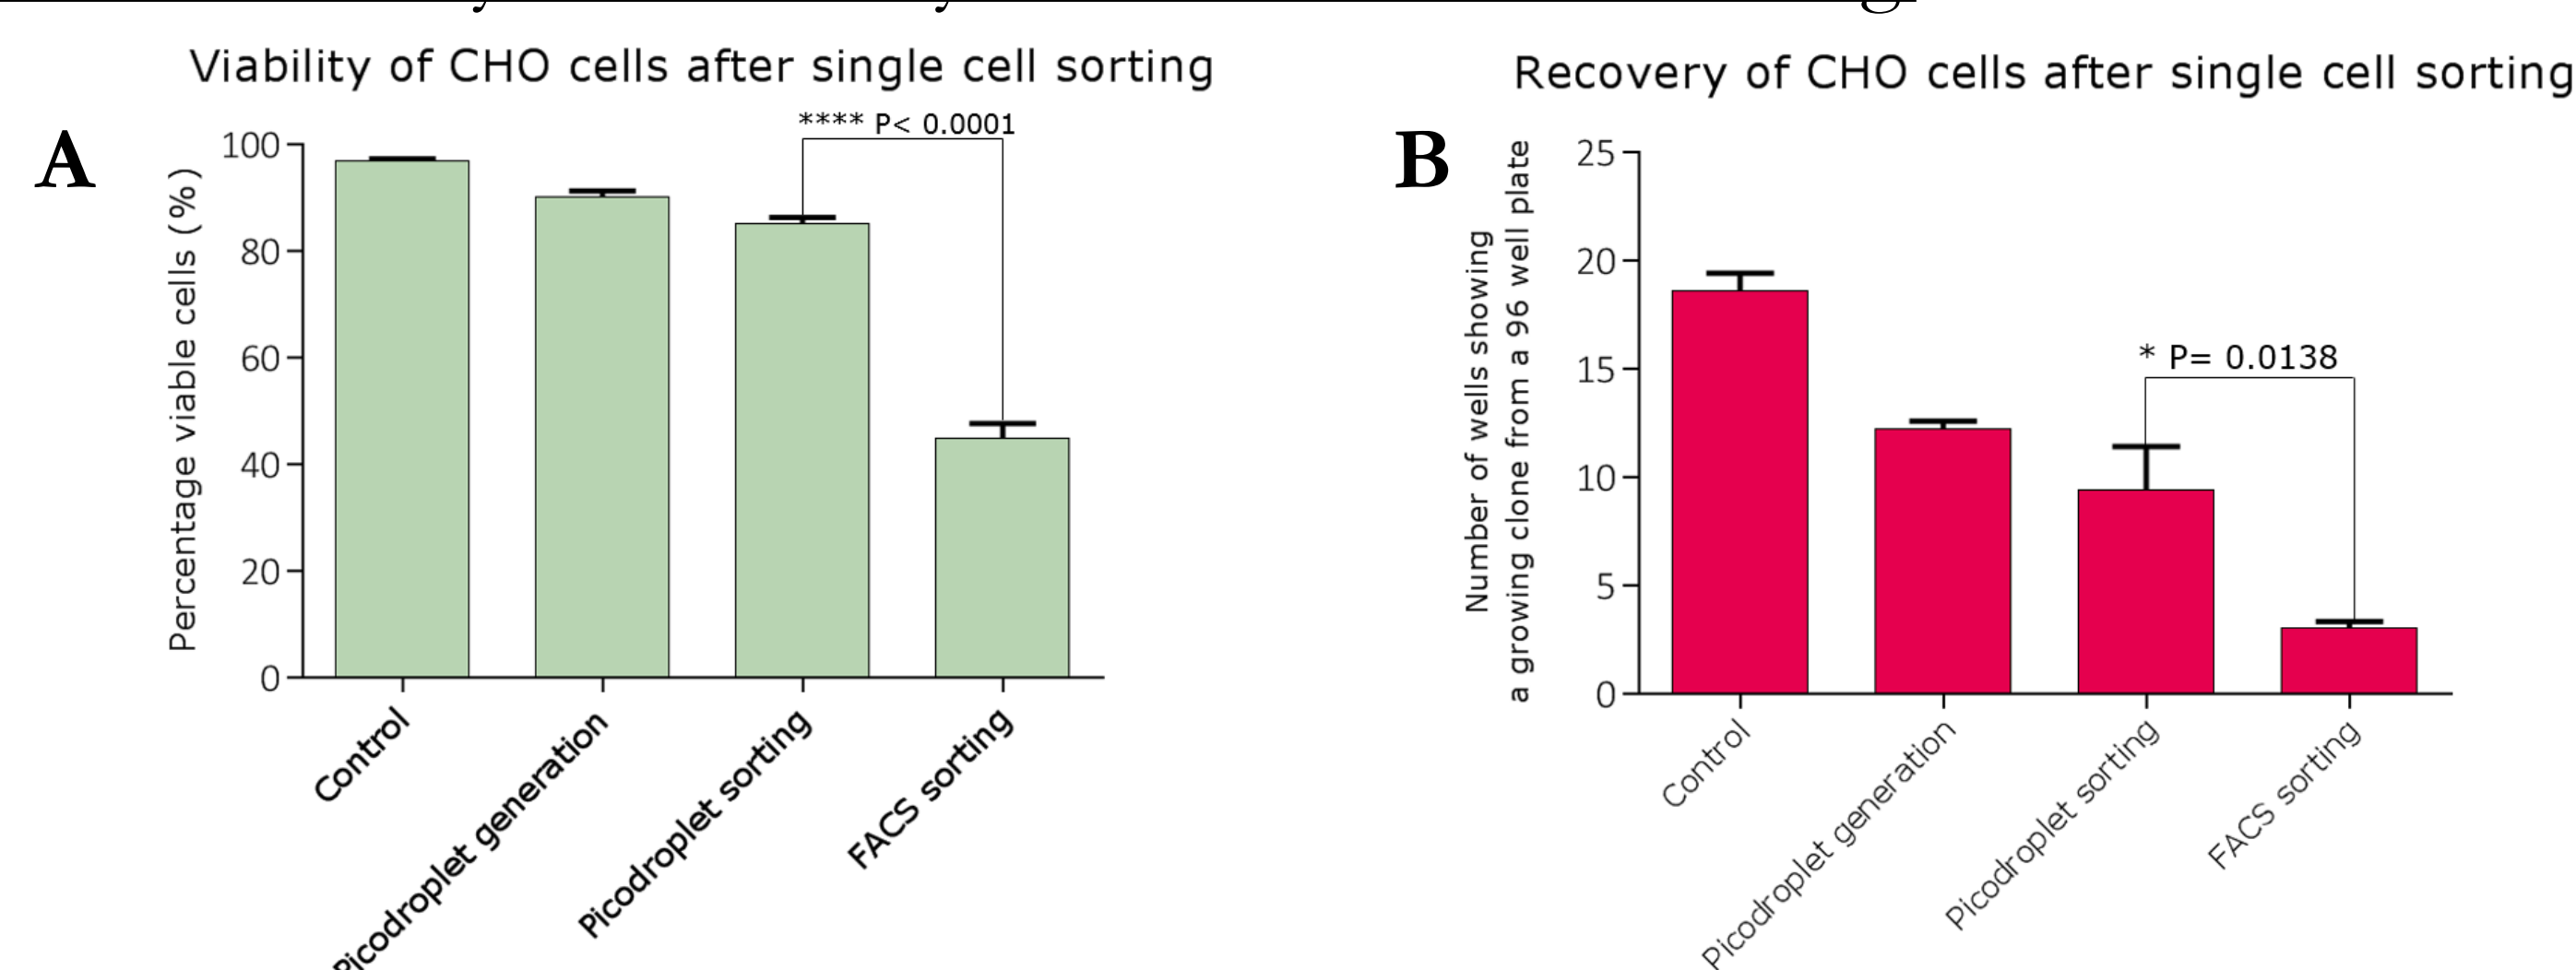 Viability of CHO cells after single cell sorting
A
**** P< 0.0001
Percentage viable cells (%)
100
80
60
40
20
0
Control
Picodroplet generation
Picodroplet sorting
FACS sorting
Recovery of CHO cells after single cell sorting
B
Number of wells showing
a growing clone from a 96 well plate
25
20
15
10
5
0
* P= 0.0138
Control
Picodroplet generation
Picodroplet sorting
FACS sorting